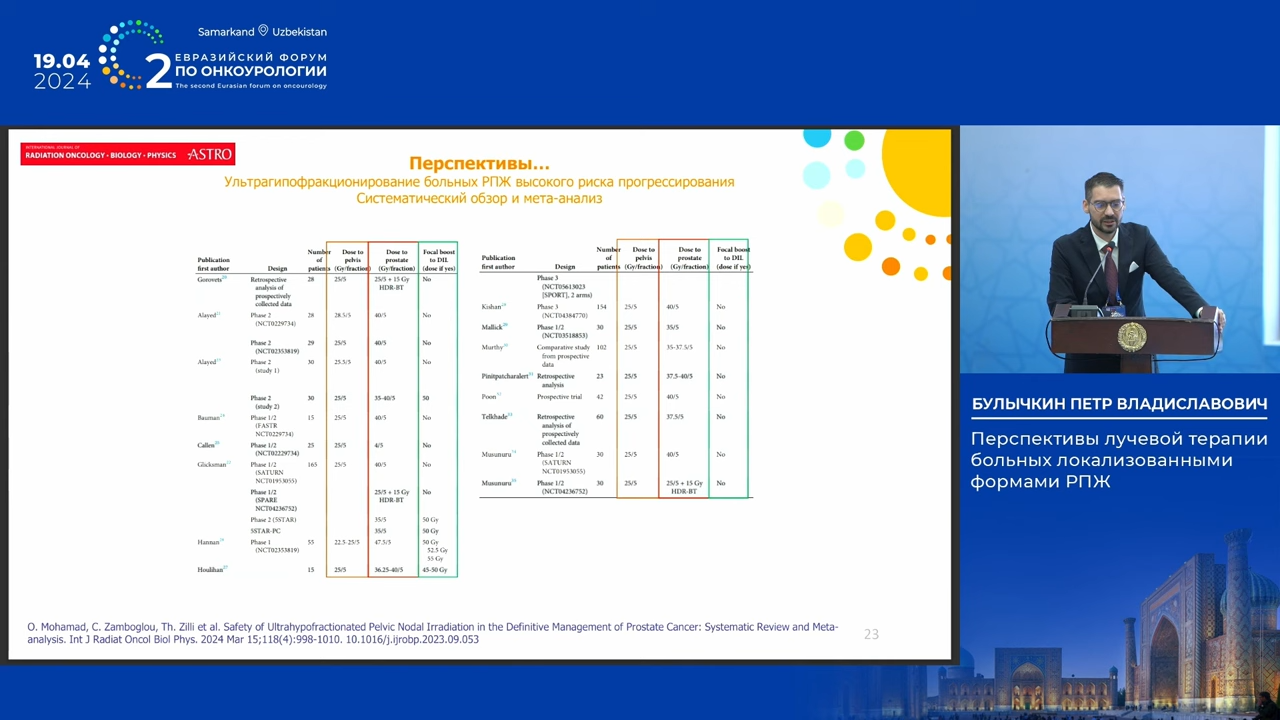 Samarkand Uzbekistan
19.04
2024
2
ЕВРАЗИЙСКИЙ ФОРУМ
ПО ОНКОУРОЛОГИИ
The second Eurasian forum on oncourology
INTERNATIONAL JOURNAL OF
RADIATION ONCOLOGY • BIOLOGY • PHYSICS ASTRO
Перспективы...
Ультрагипофракционирование больных РПЖ высокого риска прогрессирования
Систематический обзор и мета-анализ
Publication first author Design Number of patients Dose to pelvis (Gy/fraction) Dose to prostate (Gy/fraction) Focal boost to DIL (dose if yes)
Gorovets Retrospective analysis of prospectively collected data 28 25/5 25/5 + 15 Gy HDR-BT No
Alayed Phase 2 (NCT0229734) 28 28.5/5 40/5 No
Phase 2 (NCT02353819) 29 25/5 40/5 No
Alayed Phase 2 (study 1) 30 25.5/5 40/5 No
Phase 2 (study 2) 30 25/5 35-40/5 50
Bauman Phase 1/2 (FASTR NCT0229734) 15 25/5 40/5 No
Callen Phase 1/2 (NCT02229734) 25 25/5 4/5 No
Glicksman Phase 1/2 (SATURN NCT01953055) 165 25/5 40/5 No
Phase 1/2 (SPARE NCT04236752) 25/5 + 15 Gy HDR-BT No
Phase 2 (5STAR) 35/5 50 Gy
5STAR-PC 35/5 50 Gy
Hannan Phase 1 (NCT02353819) 55 22.5-25/5 47.5/5 50 Gy 52.5 Gy 55 Gy
Houlihan 15 25/5 36.25-40/5 45-50 Gy
Publication first author Design Number of patients Dose to pelvis (Gy/fraction) Dose to prostate (Gy/fraction) Focal boost to DIL (dose if yes)
Phase 3 (NCT05613023 [SPORT], 2 arms)
Kishan Phase 3 (NCT04384770) 154 25/5 40/5 No
Mallick Phase 1/2 (NCT03518853) 30 25/5 35/5 No
Murthy Comparative study from prospective data 102 25/5 35-37.5/5 No
Pinitpatcharalert Retrospective analysis 23 25/5 37.5-40/5 No
Poon Prospective trial 42 25/5 40/5 No
Telkhade Retrospective analysis of prospectively collected data 60 25/5 37.5/5 No
Musunuru Phase 1/2 (SATURN NCT01953055) 30 25/5 40/5 No
Musunuru Phase 1/2 (NCT04236752) 30 25/5 25/5 + 15 Gy HDR-BT No
O. Mohamad, C. Zamboglou, Th. Zilli et al. Safety of Ultrahypofractionated Pelvic Nodal Irradiation in the Definitive Management of Prostate Cancer: Systematic Review and Meta-
analysis. Int J Radiat Oncol Biol Phys. 2024 Mar 15;118(4):998-1010. 10.1016/j.ijrobp.2023.09.053
23
БУЛЫЧКИН ПЕТР ВЛАДИСЛАВОВИЧ
Перспективы лучевой терапии
больных локализованными
формами РПЖ